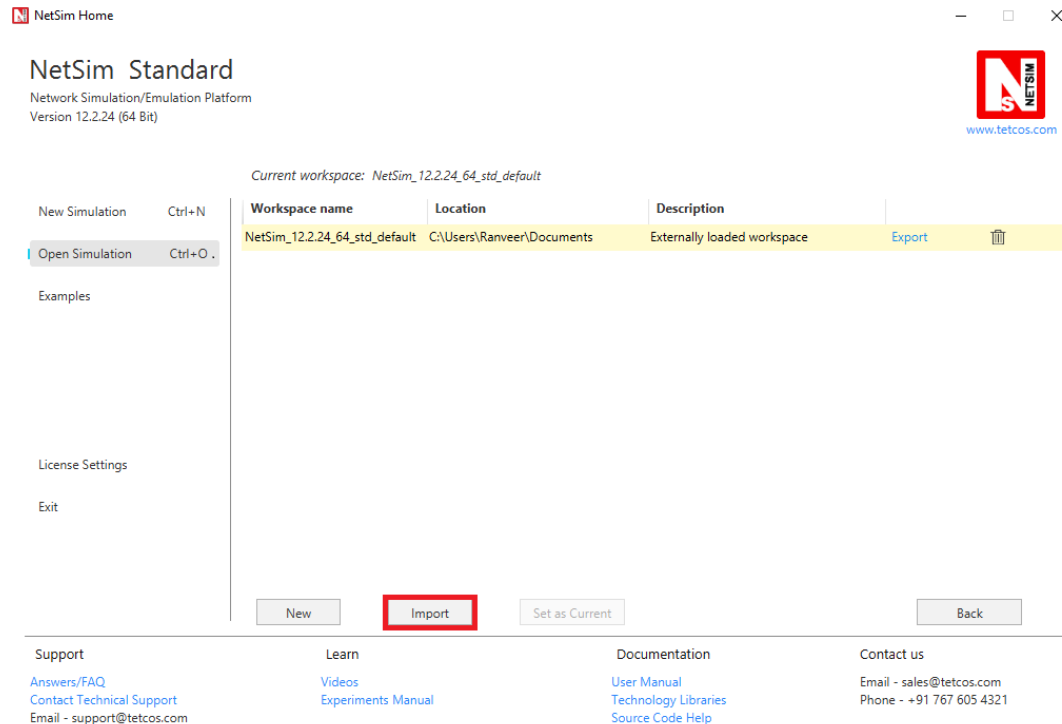 NetSim Home
NetSim Standard
Network Simulation/Emulation Platform
Version 12.2.24 (64 Bit)
NS NETSIM
www.tetcos.com
Current workspace: NetSim_12.2.24_64_std_default
New Simulation Ctrl+N
Open Simulation Ctrl+O .
Examples
License Settings
Exit
Workspace name Location Description
NetSim_12.2.24_64_std_default C:\Users\Ranveer\Documents Externally loaded workspace Export
New Import Set as Current Back
Support
Answers/FAQ
Contact Technical Support
Email - support@tetcos.com
Learn
Videos
Experiments Manual
Documentation
User Manual
Technology Libraries
Source Code Help
Contact us
Email - sales@tetcos.com
Phone - +91 767 605 4321